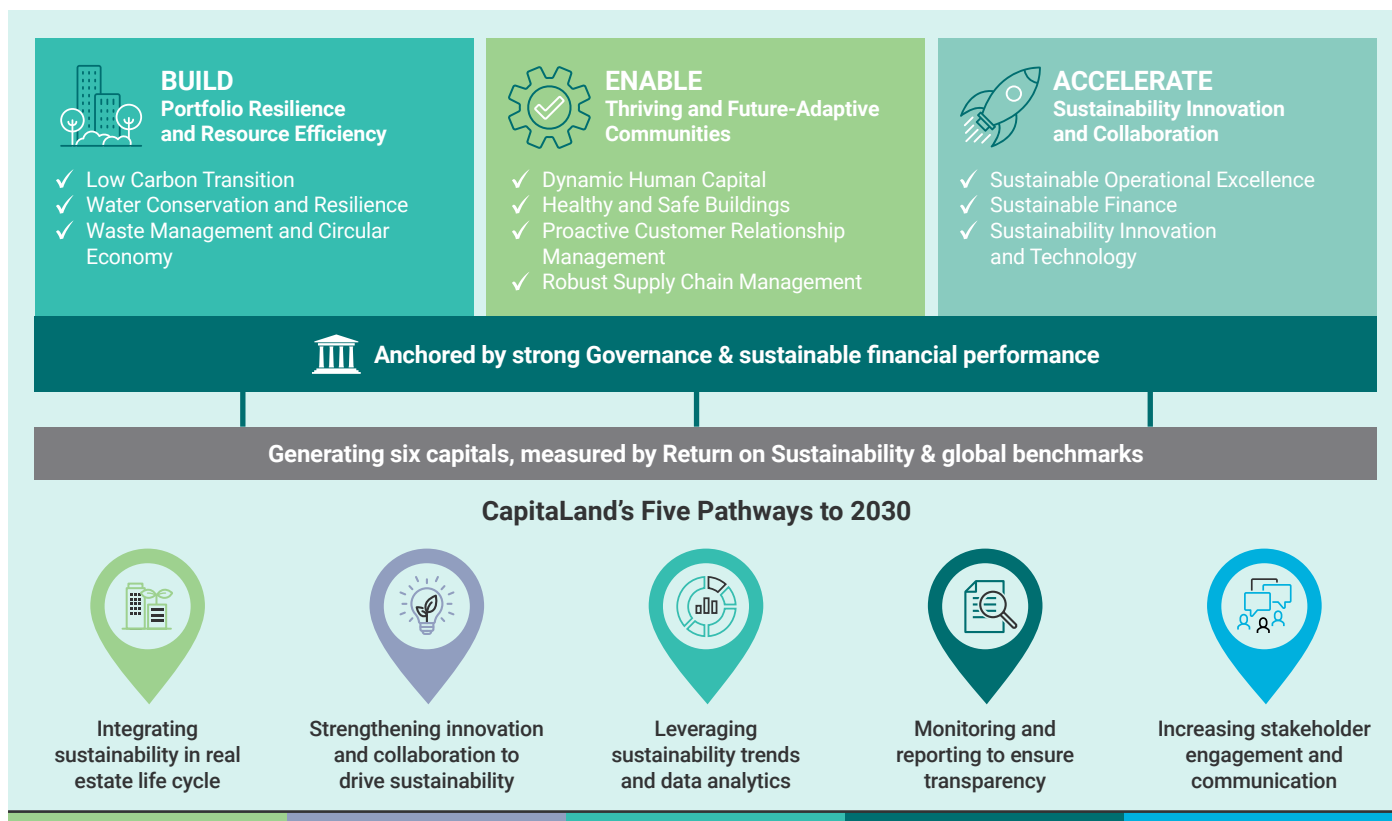 BUILD
Portfolio Resilience
and Resource Efficiency
✓ Low Carbon Transition
✓ Water Conservation and Resilience
✓ Waste Management and Circular
Economy
ENABLE
Thriving and Future-Adaptive
Communities
✓ Dynamic Human Capital
✓ Healthy and Safe Buildings
✓ Proactive Customer Relationship
Management
✓ Robust Supply Chain Management
ACCELERATE
Sustainability Innovation
and Collaboration
✓ Sustainable Operational Excellence
✓ Sustainable Finance
✓ Sustainability Innovation
and Technology
Anchored by strong Governance & sustainable financial performance
Generating six capitals, measured by Return on Sustainability & global benchmarks
CapitaLand’s Five Pathways to 2030
Integrating
sustainability in real
estate life cycle
Strengthening innovation
and collaboration to
drive sustainability
Leveraging
sustainability trends
and data analytics
Monitoring and
reporting to ensure
transparency
Increasing stakeholder
engagement and
communication